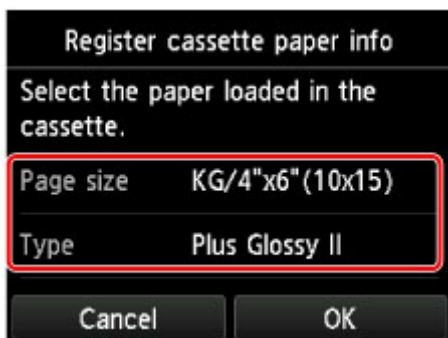 Register cassette paper info
Select the paper loaded in the
cassette.
Page size KG/4"x6"(10x15)
Type Plus Glossy II
Cancel OK